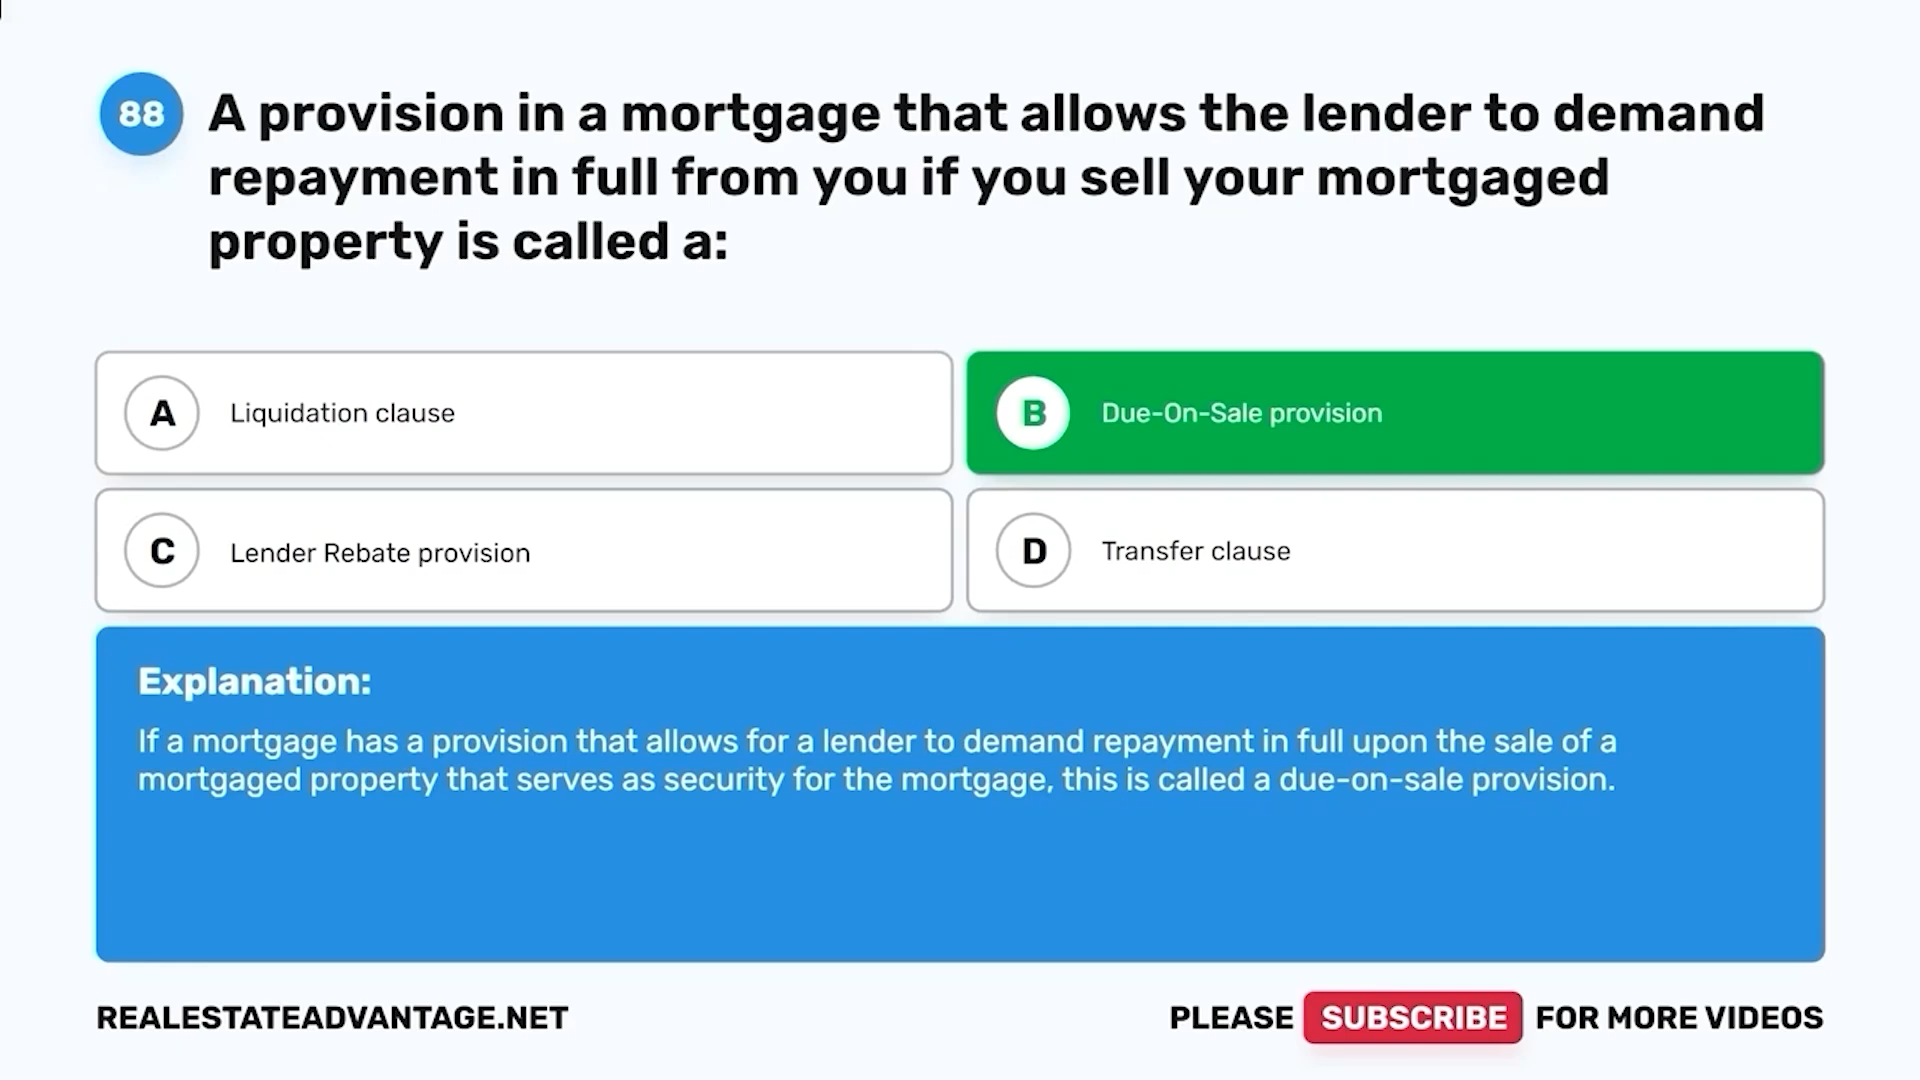 88
A provision in a mortgage that allows the lender to demand
repayment in full from you if you sell your mortgaged
property is called a:
A Liquidation clause
B Due-On-Sale provision
C Lender Rebate provision
D Transfer clause
Explanation:
If a mortgage has a provision that allows for a lender to demand repayment in full upon the sale of a
mortgaged property that serves as security for the mortgage, this is called a due-on-sale provision.
REALESTATEADVANTAGE.NET
PLEASE SUBSCRIBE FOR MORE VIDEOS